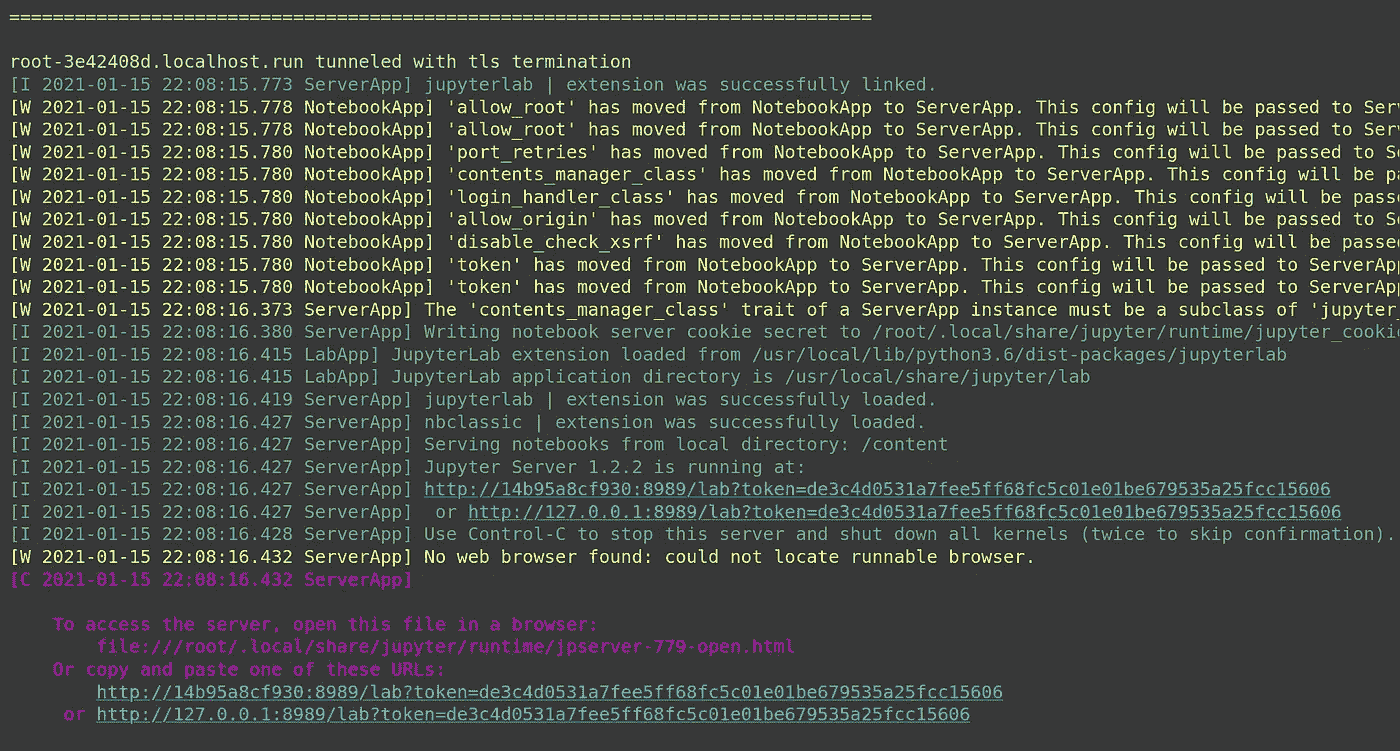 ===============================================================================
root-3e42408d.localhost.run tunneled with tls termination
[I 2021-01-15 22:08:15.773 ServerApp] jupyterlab | extension was successfully linked.
[W 2021-01-15 22:08:15.778 NotebookApp] 'allow_root' has moved from NotebookApp to ServerApp. This config will be passed to Ser
[W 2021-01-15 22:08:15.778 NotebookApp] 'allow_root' has moved from NotebookApp to ServerApp. This config will be passed to Ser
[W 2021-01-15 22:08:15.780 NotebookApp] 'port_retries' has moved from NotebookApp to ServerApp. This config will be passed to S
[W 2021-01-15 22:08:15.780 NotebookApp] 'contents_manager_class' has moved from NotebookApp to ServerApp. This config will be pa
[W 2021-01-15 22:08:15.780 NotebookApp] 'login_handler_class' has moved from NotebookApp to ServerApp. This config will be passe
[W 2021-01-15 22:08:15.780 NotebookApp] 'allow_origin' has moved from NotebookApp to ServerApp. This config will be passed to S
[W 2021-01-15 22:08:15.780 NotebookApp] 'disable_check_xsrf' has moved from NotebookApp to ServerApp. This config will be passed
[W 2021-01-15 22:08:15.780 NotebookApp] 'token' has moved from NotebookApp to ServerApp. This config will be passed to ServerAp
[W 2021-01-15 22:08:15.780 NotebookApp] 'token' has moved from NotebookApp to ServerApp. This config will be passed to ServerAp
[W 2021-01-15 22:08:16.373 ServerApp] The 'contents_manager_class' trait of a ServerApp instance must be a subclass of 'jupyter_
[I 2021-01-15 22:08:16.380 ServerApp] Writing notebook server cookie secret to /root/.local/share/jupyter/runtime/jupyter_cookie
[I 2021-01-15 22:08:16.415 LabApp] JupyterLab extension loaded from /usr/local/lib/python3.6/dist-packages/jupyterlab
[I 2021-01-15 22:08:16.415 LabApp] JupyterLab application directory is /usr/local/share/jupyter/lab
[I 2021-01-15 22:08:16.419 ServerApp] jupyterlab | extension was successfully loaded.
[I 2021-01-15 22:08:16.427 ServerApp] nbclassic | extension was successfully loaded.
[I 2021-01-15 22:08:16.427 ServerApp] Serving notebooks from local directory: /content
[I 2021-01-15 22:08:16.427 ServerApp] Jupyter Server 1.2.2 is running at:
[I 2021-01-15 22:08:16.427 ServerApp] http://14b95a8cf930:8989/lab?token=de3c4d0531a7fee5ff68fc5c01e01be679535a25fcc15606
[I 2021-01-15 22:08:16.427 ServerApp]  or http://127.0.0.1:8989/lab?token=de3c4d0531a7fee5ff68fc5c01e01be679535a25fcc15606
[I 2021-01-15 22:08:16.428 ServerApp] Use Control-C to stop this server and shut down all kernels (twice to skip confirmation).
[W 2021-01-15 22:08:16.432 ServerApp] No web browser found: could not locate runnable browser.
[C 2021-01-15 22:08:16.432 ServerApp]
To access the server, open this file in a browser:
file:///root/.local/share/jupyter/runtime/jpserver-779-open.html
Or copy and paste one of these URLs:
http://14b95a8cf930:8989/lab?token=de3c4d0531a7fee5ff68fc5c01e01be679535a25fcc15606
or http://127.0.0.1:8989/lab?token=de3c4d0531a7fee5ff68fc5c01e01be679535a25fcc15606